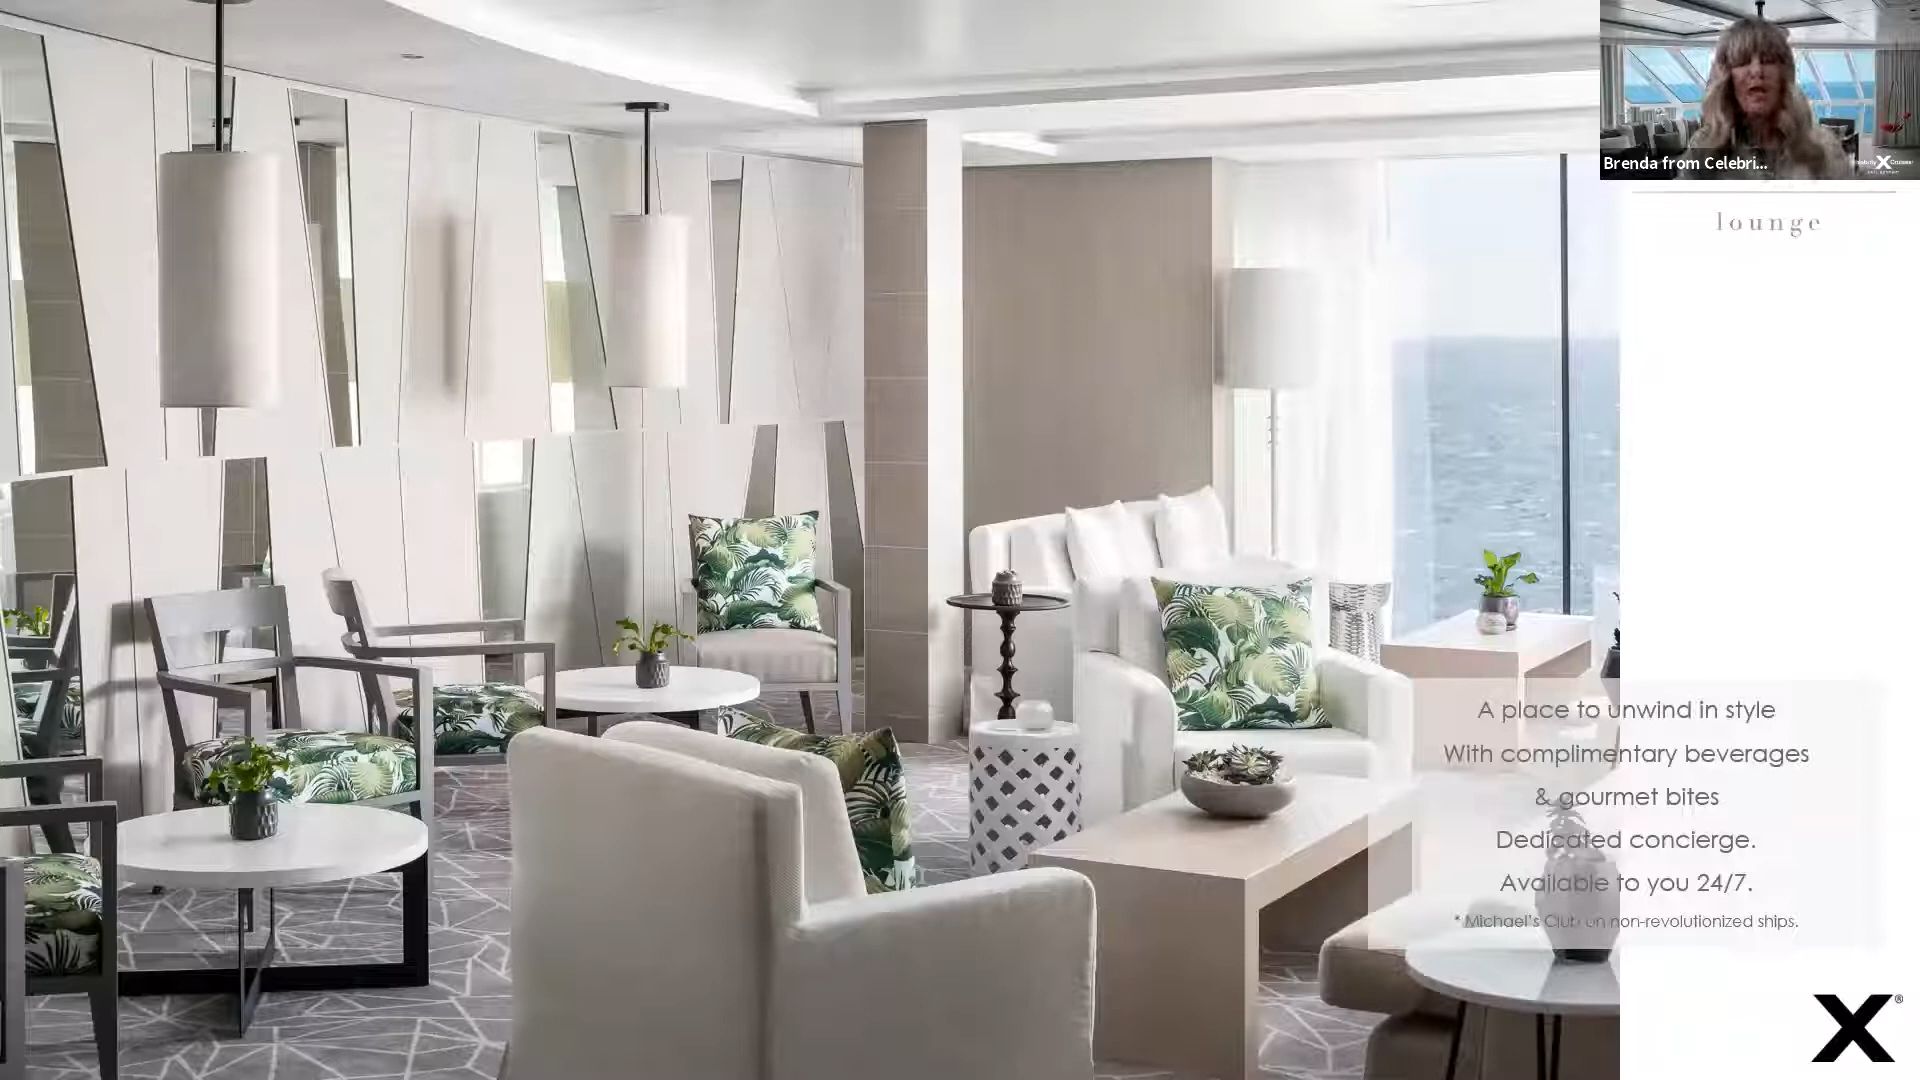 Brenda from Celebri...
lounge
A place to unwind in style
With complimentary beverages
& gourmet bites
Dedicated concierge.
Available to you 24/7.
* Michael's Club on non-revolutionized ships.
X®